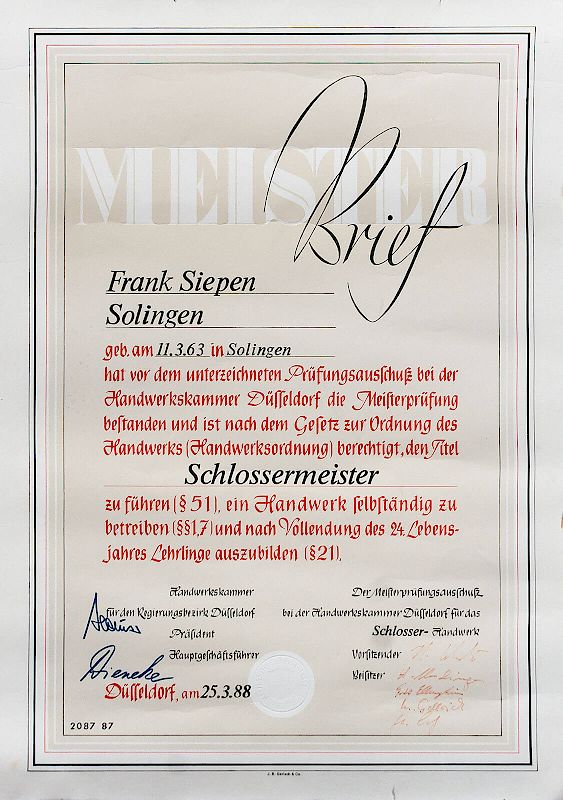 MEISTER
Brief
Frank Siepen
Solingen
geb. am 11.3.63 in Solingen
hat vor dem unterzeichneten Prüfungsausſchuß bei der
Handwerkskammer Düſſeldorf die Meiſterprüfung
beſtanden und ist nach dem Geſetz zur Ordnung des
Handwerks (Handwerksordnung) berechtigt, den Titel
Schlossermeister
zu führen (§ 51), ein Handwerk ſelbſtändig zu
betreiben (§§1,7) und nach Vollendung des 24. Lebens-
jahres Lehrlinge auszubilden (§ 21).
Handwerkskammer
für den Regierungsbezirk Düſſeldorf
Präsident
Hauptgeſchäftsführer
Düſſeldorf, am 25.3.88
Der Meiſterprüfungsausſchuß
bei der Handwerkskammer Düſſeldorf für das
Schlosser- Handwerk
Vorsitzender
Beiſitzer
2087 87
J. B. Gerlach & Co.